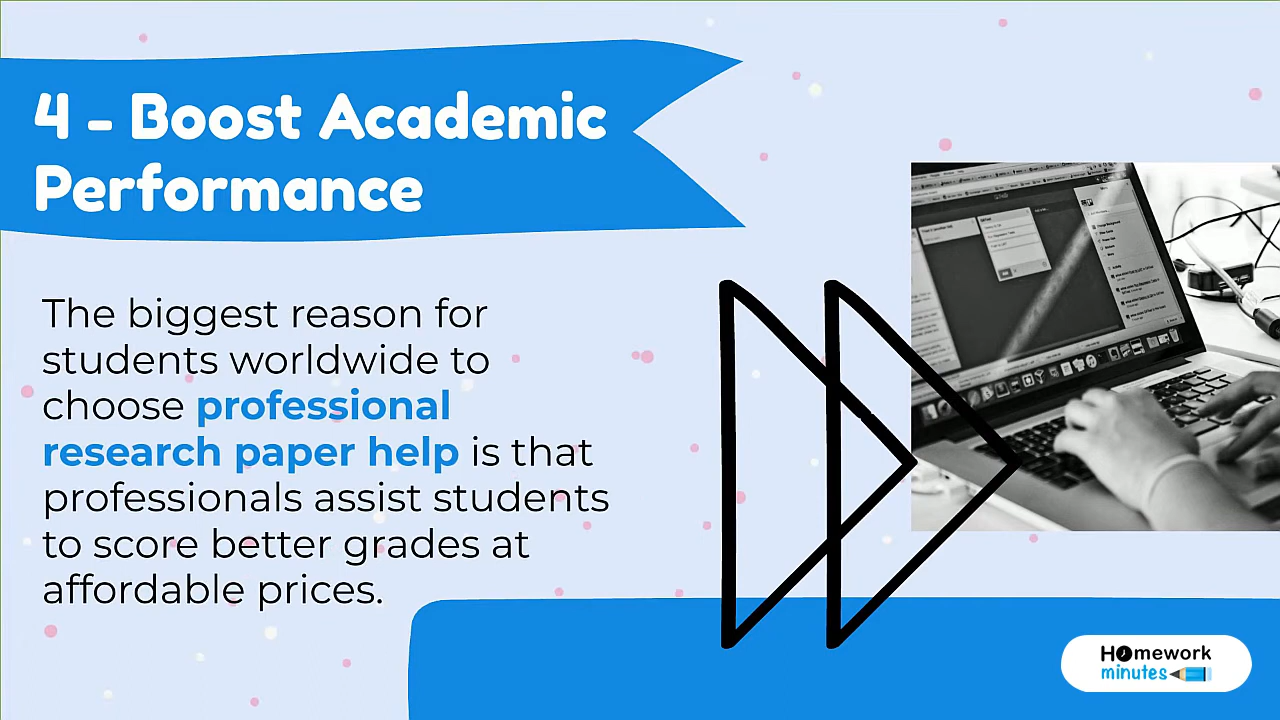 4 - Boost Academic
Performance
The biggest reason for
students worldwide to
choose professional
research paper help is that
professionals assist students
to score better grades at
affordable prices.
Homework
minutes